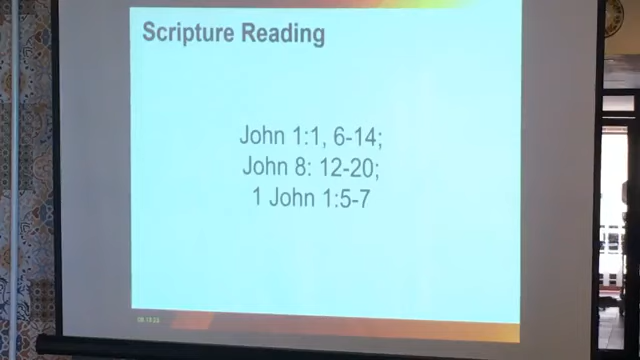 Scripture Reading
John 1:1, 6-14;
John 8: 12-20;
1 John 1:5-7